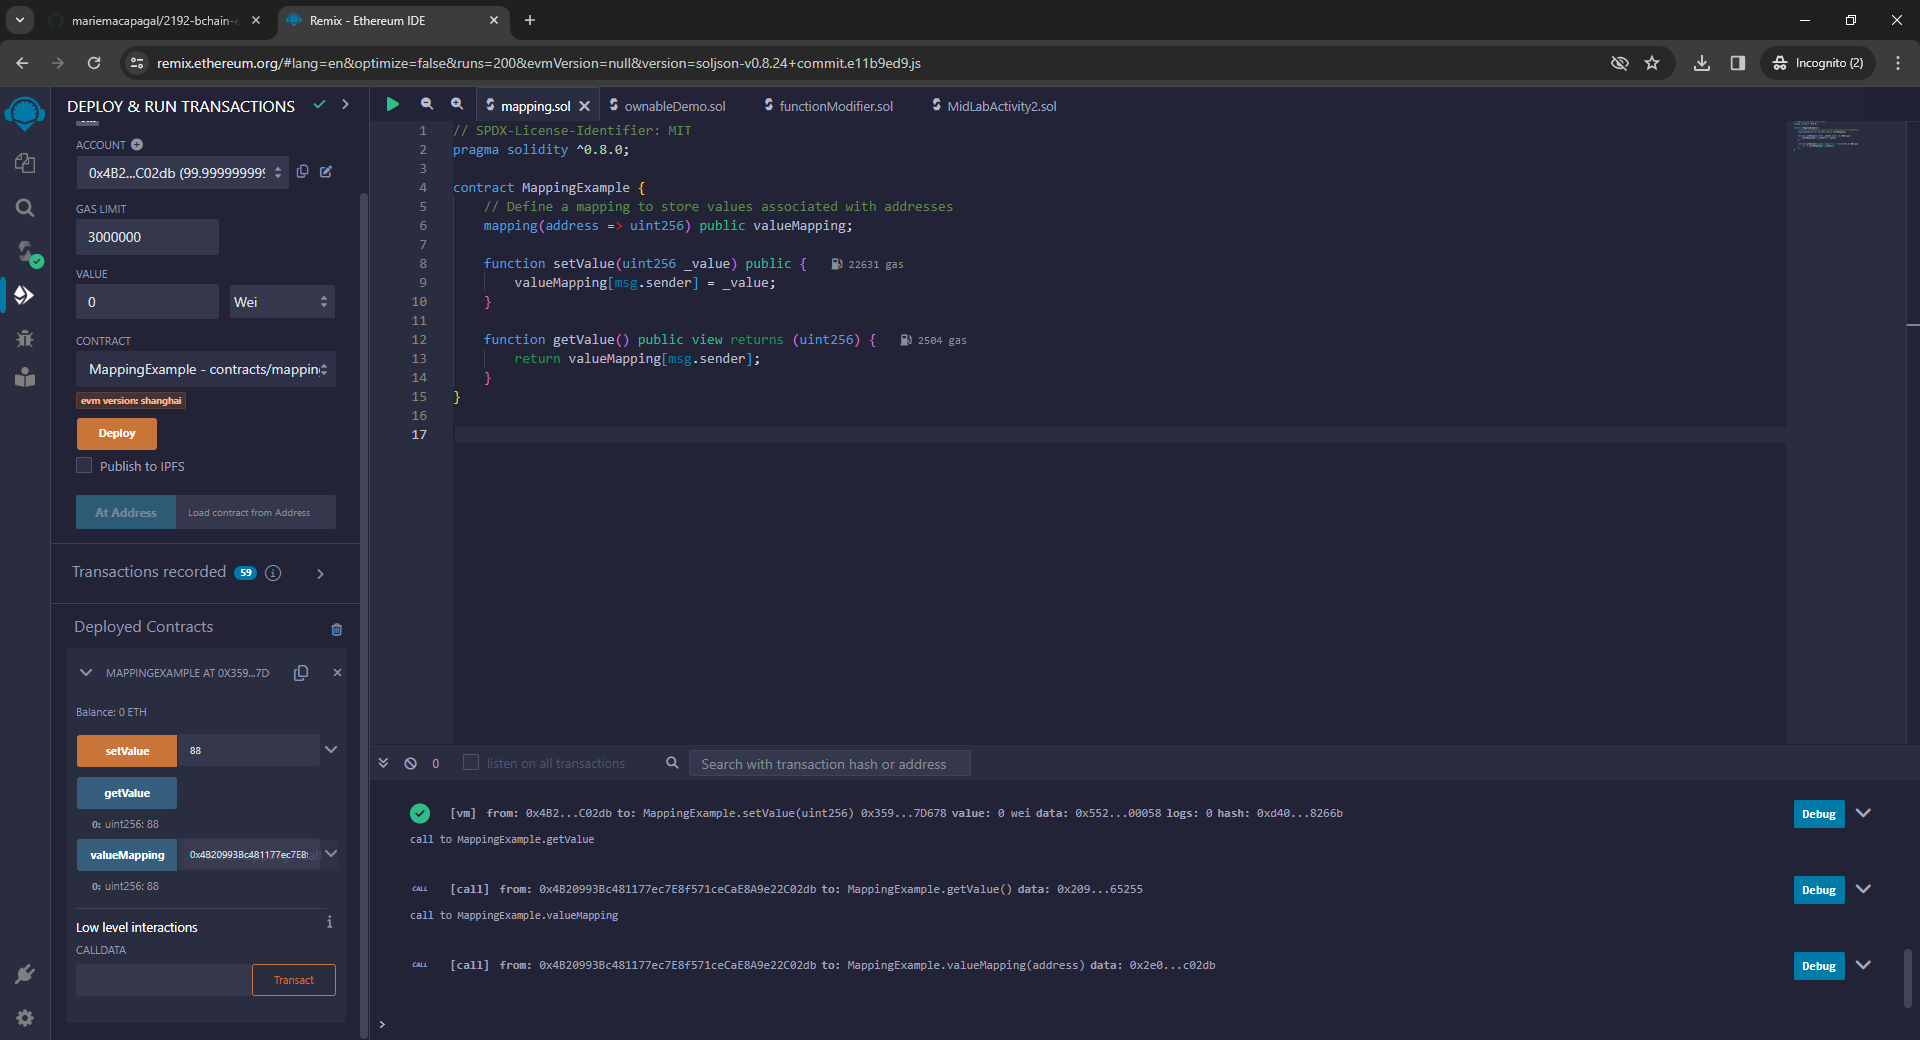 mariemacapagal/2192-bchain-e
Remix - Ethereum IDE
remix.ethereum.org/#lang=en&optimize=false&runs=200&evmVersion=null&version=soljson-v0.8.24+commit.e11b9ed9.js
Incognito (2)
DEPLOY & RUN TRANSACTIONS
ACCOUNT
0x4B2...C02db (99.999999999
GAS LIMIT
3000000
VALUE
0
Wei
CONTRACT
MappingExample - contracts/mapping
evm version: shanghai
Deploy
Publish to IPFS
At Address
Load contract from Address
Transactions recorded 59
Deployed Contracts
MAPPINGEXAMPLE AT 0X359...7D
Balance: 0 ETH
setValue 88
getValue
0: uint256: 88
valueMapping 0x4B20993Bc481177ec7E8f
0: uint256: 88
Low level interactions
CALLDATA
Transact
mapping.sol
ownableDemo.sol
functionModifier.sol
MidLabActivity2.sol
1 // SPDX-License-Identifier: MIT
2 pragma solidity ^0.8.0;
3
4 contract MappingExample {
5 // Define a mapping to store values associated with addresses
6 mapping(address => uint256) public valueMapping;
7
8 function setValue(uint256 _value) public { 22631 gas
9 valueMapping[msg.sender] = _value;
10 }
11
12 function getValue() public view returns (uint256) { 2504 gas
13 return valueMapping[msg.sender];
14 }
15 }
16
17
0
listen on all transactions
Search with transaction hash or address
[vm] from: 0x4B2...C02db to: MappingExample.setValue(uint256) 0x359...7D678 value: 0 wei data: 0x552...00058 logs: 0 hash: 0xd40...8266b
Debug
call to MappingExample.getValue
CALL [call] from: 0x4B20993Bc481177ec7E8f571ceCaE8A9e22C02db to: MappingExample.getValue() data: 0x209...65255
Debug
call to MappingExample.valueMapping
CALL [call] from: 0x4B20993Bc481177ec7E8f571ceCaE8A9e22C02db to: MappingExample.valueMapping(address) data: 0x2e0...c02db
Debug
>